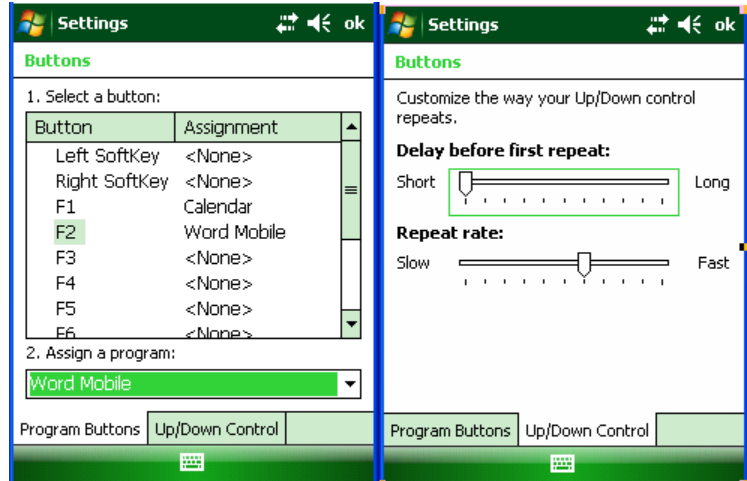 Settings ok
Buttons
1. Select a button:
Button Assignment
Left SoftKey <None>
Right SoftKey <None>
F1 Calendar
F2 Word Mobile
F3 <None>
F4 <None>
F5 <None>
F6 <None>
2. Assign a program:
Word Mobile
Program Buttons Up/Down Control
Settings ok
Buttons
Customize the way your Up/Down control
repeats.
Delay before first repeat:
Short Long
Repeat rate:
Slow Fast
Program Buttons Up/Down Control